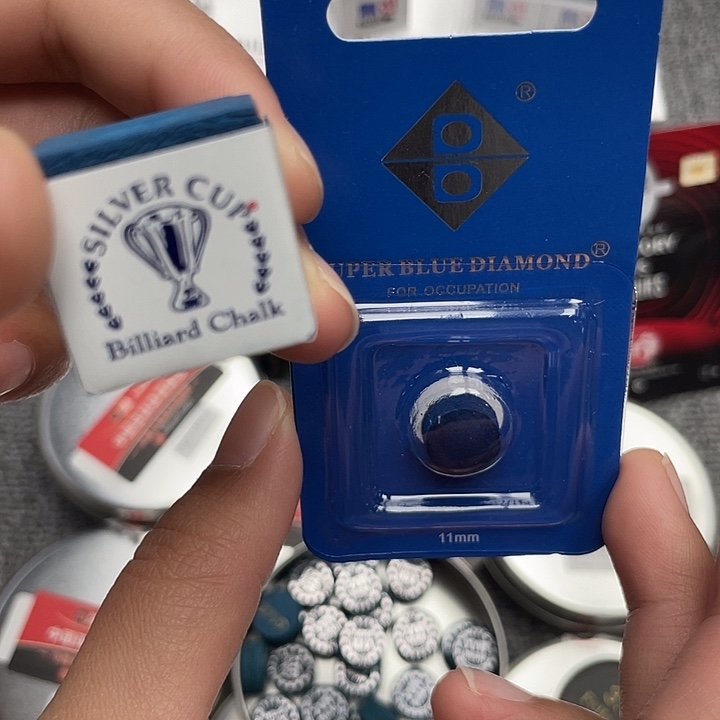 SILVER CUP
Billiard Chalk
®
UPER BLUE DIAMOND®
FOR OCCUPATION
11mm